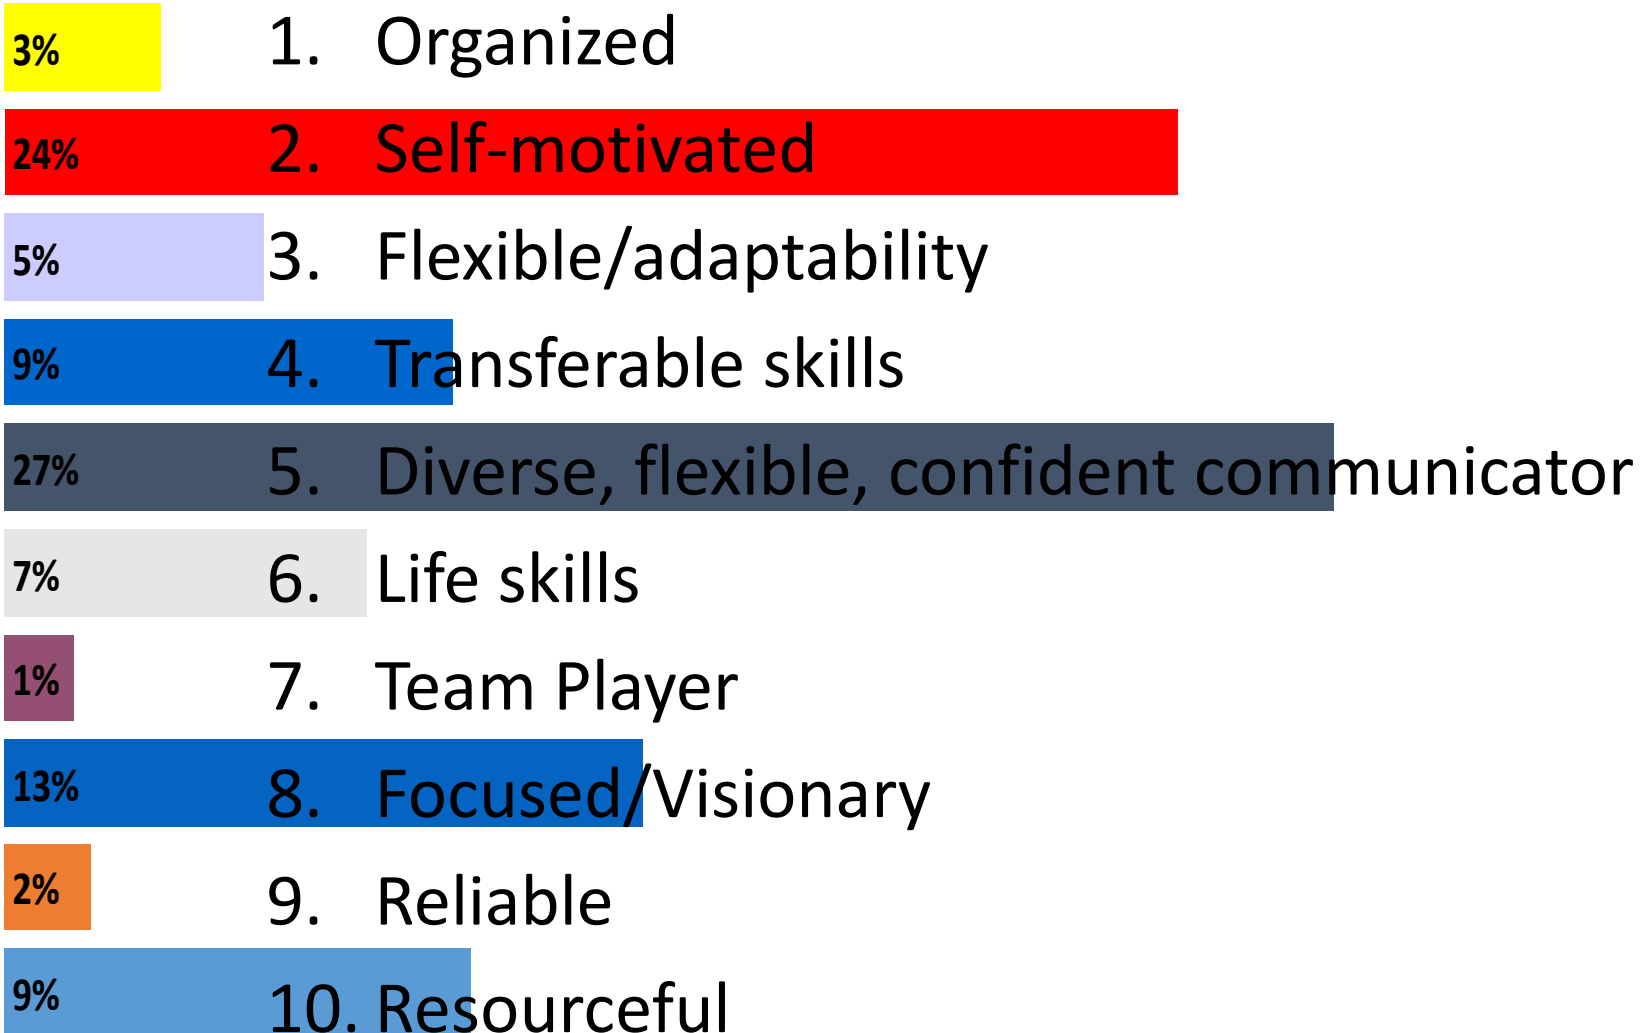 3% 1. Organized
24% 2. Self-motivated
5% 3. Flexible/adaptability
9% 4. Transferable skills
27% 5. Diverse, flexible, confident communicator
7% 6. Life skills
1% 7. Team Player
13% 8. Focused/Visionary
2% 9. Reliable
9% 10. Resourceful